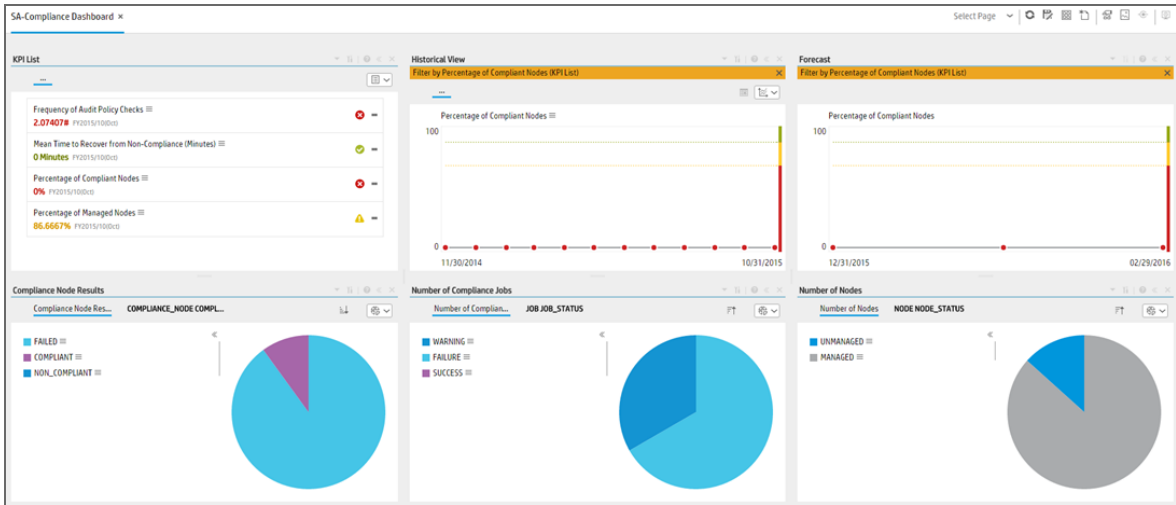 SA-Compliance Dashboard ×
Select Page
KPI List
...
Frequency of Audit Policy Checks
2.07407# FY2015/10(Oct)
Mean Time to Recover from Non-Compliance (Minutes)
0 Minutes FY2015/10(Oct)
Percentage of Compliant Nodes
0% FY2015/10(Oct)
Percentage of Managed Nodes
86.6667% FY2015/10(Oct)
Historical View
Filter by Percentage of Compliant Nodes (KPI List)
...
Percentage of Compliant Nodes
100
0
11/30/2014 10/31/2015
Forecast
Filter by Percentage of Compliant Nodes (KPI List)
Percentage of Compliant Nodes
100
0
12/31/2015 02/29/2016
Compliance Node Results
Compliance Node Res... COMPLIANCE_NODE COMPL...
FAILED
COMPLIANT
NON_COMPLIANT
Number of Compliance Jobs
Number of Complian... JOB JOB_STATUS
WARNING
FAILURE
SUCCESS
Number of Nodes
Number of Nodes NODE NODE_STATUS
UNMANAGED
MANAGED